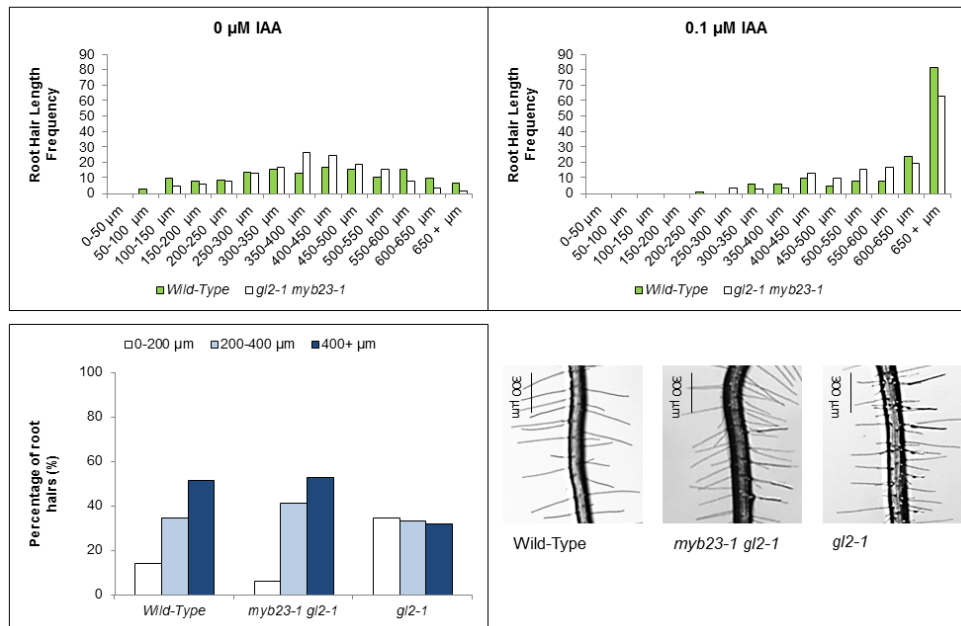 0 µM IAA
Root Hair Length
Frequency
90
80
70
60
50
40
30
20
10
0
0-50 µm
50-100 µm
100-150 µm
150-200 µm
200-250 µm
250-300 µm
300-350 µm
350-400 µm
400-450 µm
450-500 µm
500-550 µm
550-600 µm
600-650 µm
650 + µm
Wild-Type gl2-1 myb23-1
0.1 µM IAA
Root Hair Length
Frequency
90
80
70
60
50
40
30
20
10
0
0-50 µm
50-100 µm
100-150 µm
150-200 µm
200-250 µm
250-300 µm
300-350 µm
350-400 µm
400-450 µm
450-500 µm
500-550 µm
550-600 µm
600-650 µm
650 + µm
Wild-Type gl2-1 myb23-1
0-200 µm 200-400 µm 400+ µm
Percentage of root
hairs (%)
100
80
60
40
20
0
Wild-Type myb23-1 gl2-1 gl2-1
300 µm
300 µm
300 µm
Wild-Type myb23-1 gl2-1 gl2-1